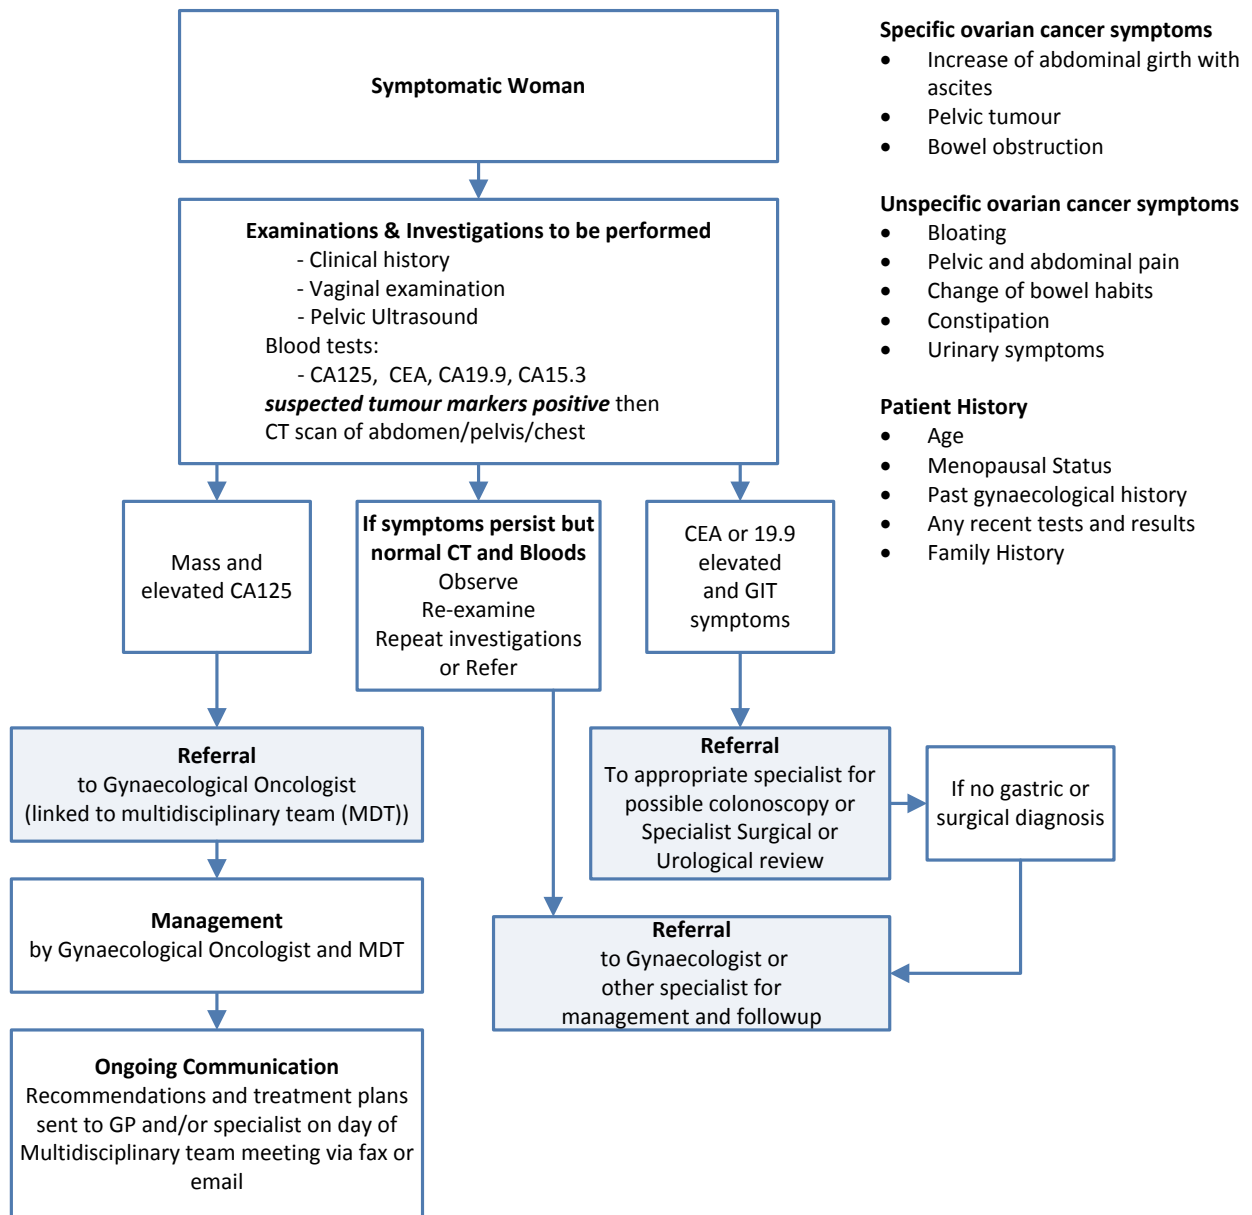 Symptomatic Woman
Examinations & Investigations to be performed
- Clinical history
- Vaginal examination
- Pelvic Ultrasound
Blood tests:
- CA125, CEA, CA19.9, CA15.3
suspected tumour markers positive then
CT scan of abdomen/pelvis/chest
Mass and
elevated CA125
If symptoms persist but
normal CT and Bloods
Observe
Re-examine
Repeat investigations
or Refer
CEA or 19.9
elevated
and GIT
symptoms
Referral
to Gynaecological Oncologist
(linked to multidisciplinary team (MDT))
Referral
To appropriate specialist for
possible colonoscopy or
Specialist Surgical or
Urological review
If no gastric or
surgical diagnosis
Management
by Gynaecological Oncologist and MDT
Referral
to Gynaecologist or
other specialist for
management and followup
Ongoing Communication
Recommendations and treatment plans
sent to GP and/or specialist on day of
Multidisciplinary team meeting via fax or
email
Specific ovarian cancer symptoms
• Increase of abdominal girth with
ascites
• Pelvic tumour
• Bowel obstruction
Unspecific ovarian cancer symptoms
• Bloating
• Pelvic and abdominal pain
• Change of bowel habits
• Constipation
• Urinary symptoms
Patient History
• Age
• Menopausal Status
• Past gynaecological history
• Any recent tests and results
• Family History